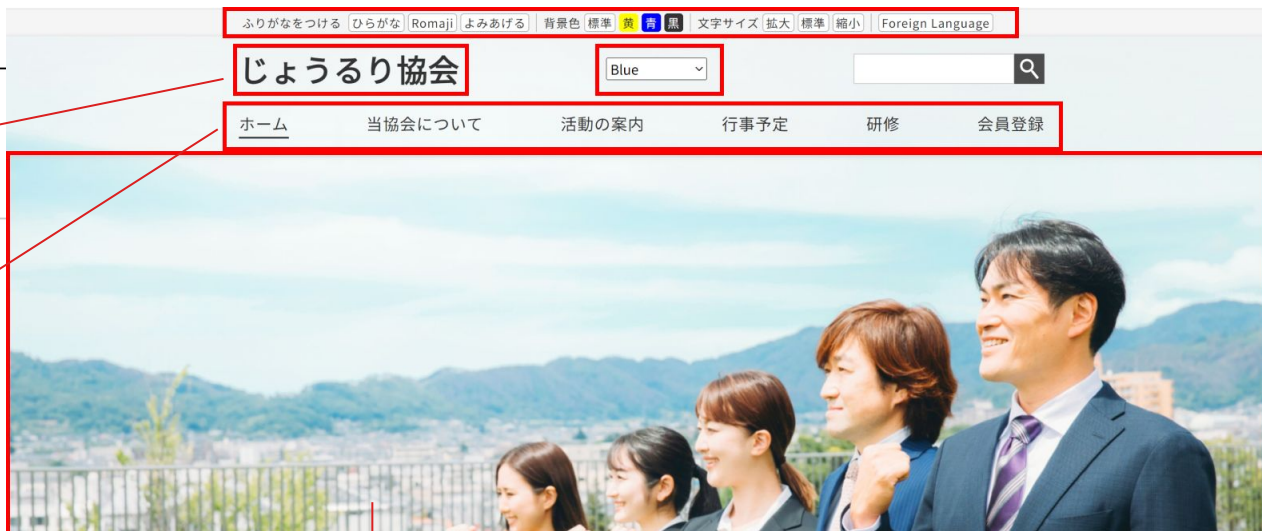 ふりがなをつける ひらがな Romaji よみあげる 背景色 標準 黄 青 黒 文字サイズ 拡大 標準 縮小 Foreign Language
じょうるり協会 Blue
ホーム 当協会について 活動の案内 行事予定 研修 会員登録